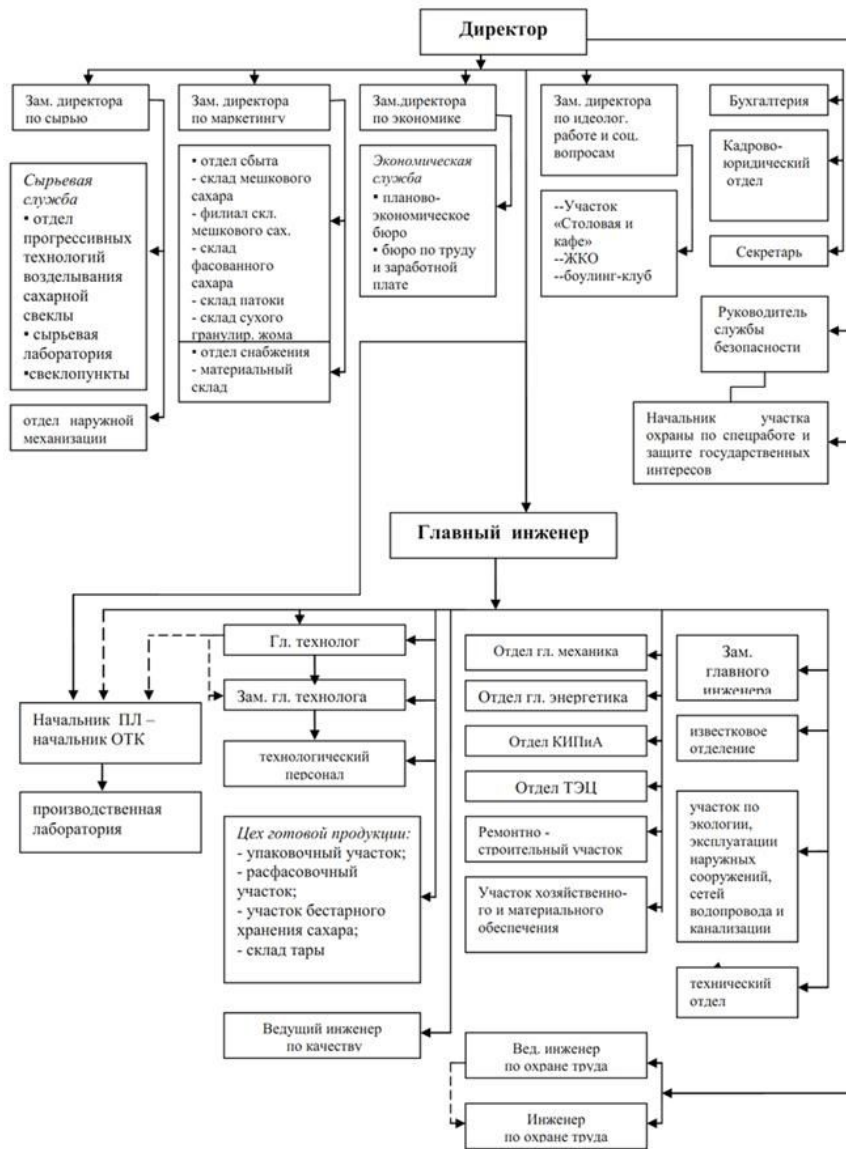 Директор
Зам. директора
по сырью
Зам. директора
по маркетингу
Зам.директора
по экономике
Зам. директора
по идеолог.
работе и соц.
вопросам
Бухгалтерия
Кадрово-
юридический
отдел
Секретарь
Сырьевая
служба
▪ отдел
прогрессивных
технологий
возделывания
сахарной
свеклы
▪ сырьевая
лаборатория
▪свеклопункты
отдел наружной
механизации
▪ отдел сбыта
- склад мешкового
сахара
- филиал скл.
мешкового сах.
- склад
фасованного
сахара
- склад патоки
- склад сухого
гранулир. жома
▪ отдел снабжения
- материальный
склад
Экономическая
служба
▪ планово-
экономическое
бюро
▪ бюро по труду
и заработной
плате
--Участок
«Столовая и
кафе»
--ЖКО
--боулинг-клуб
Руководитель
службы
безопасности
Начальник участка
охраны по спецработе и
защите государственных
интересов
Главный инженер
Гл. технолог
Зам. гл. технолога
технологический
персонал
Начальник ПЛ –
начальник ОТК
производственная
лаборатория
Цех готовой продукции:
- упаковочный участок;
- расфасовочный
участок;
- участок бестарного
хранения сахара;
- склад тары
Ведущий инженер
по качеству
Отдел гл. механика
Отдел гл. энергетика
Отдел КИПиА
Отдел ТЭЦ
Ремонтно -
строительный участок
Участок хозяйственно-
го и материального
обеспечения
Зам.
главного
инженера
известковое
отделение
участок по
экологии,
эксплуатации
наружных
сооружений,
сетей
водопровода и
канализации
технический
отдел
Вед. инженер
по охране труда
Инженер
по охране труда